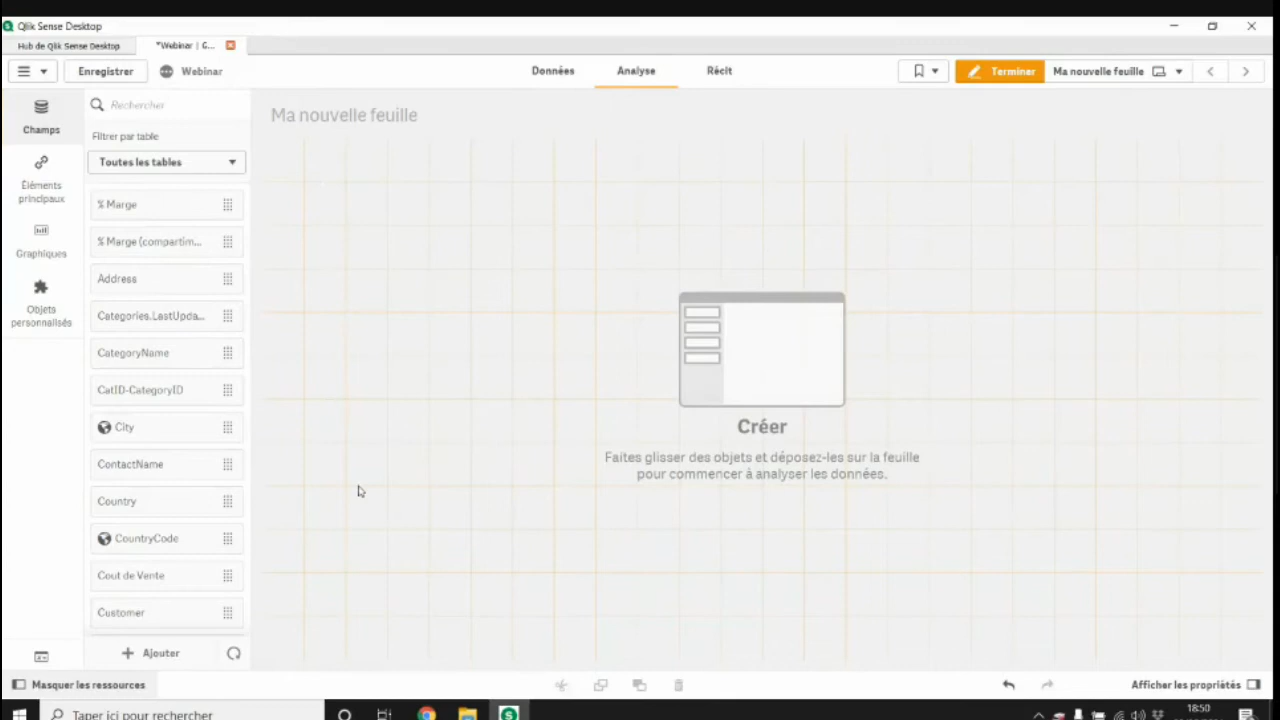 Qlik Sense Desktop
Hub de Qlik Sense Desktop
*Webinar | G...
Enregistrer
Webinar
Données
Analyse
Récit
Terminer
Ma nouvelle feuille
Champs
Rechercher
Ma nouvelle feuille
Filtrer par table
Toutes les tables
Éléments
principaux
Graphiques
Objets
personnalisés
% Marge
% Marge (compartim...
Address
Categories.LastUpda...
CategoryName
CatID-CategoryID
City
ContactName
Country
CountryCode
Cout de Vente
Customer
Créer
Faites glisser des objets et déposez-les sur la feuille
pour commencer à analyser les données.
Ajouter
Masquer les ressources
Afficher les propriétés
Taper ici pour rechercher
18:50